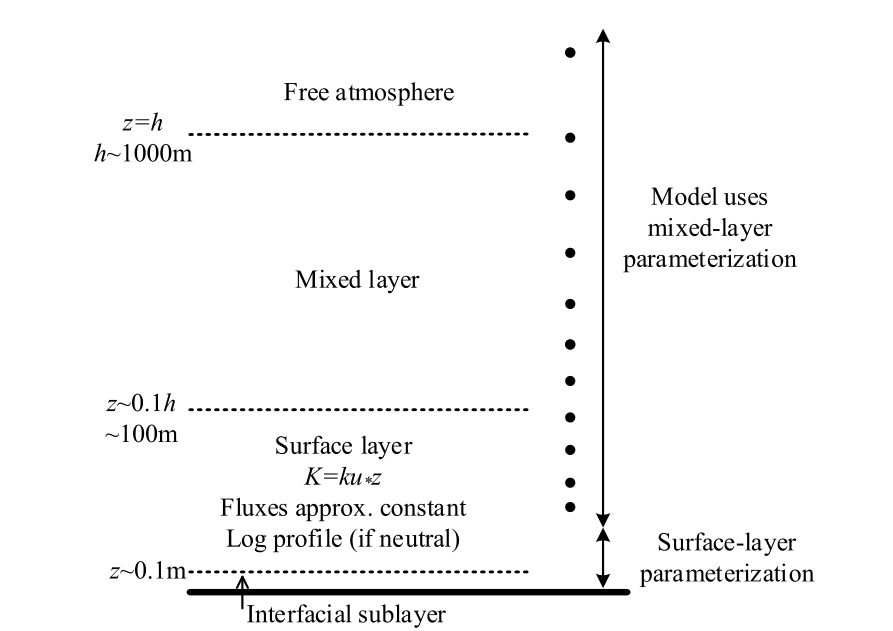 Free atmosphere
z=h
h~1000m
Model uses
mixed-layer
parameterization
Mixed layer
z~0.1h
~100m
Surface layer
K=ku*z
Fluxes approx. constant
Log profile (if neutral)
Surface-layer
parameterization
z~0.1m
Interfacial sublayer